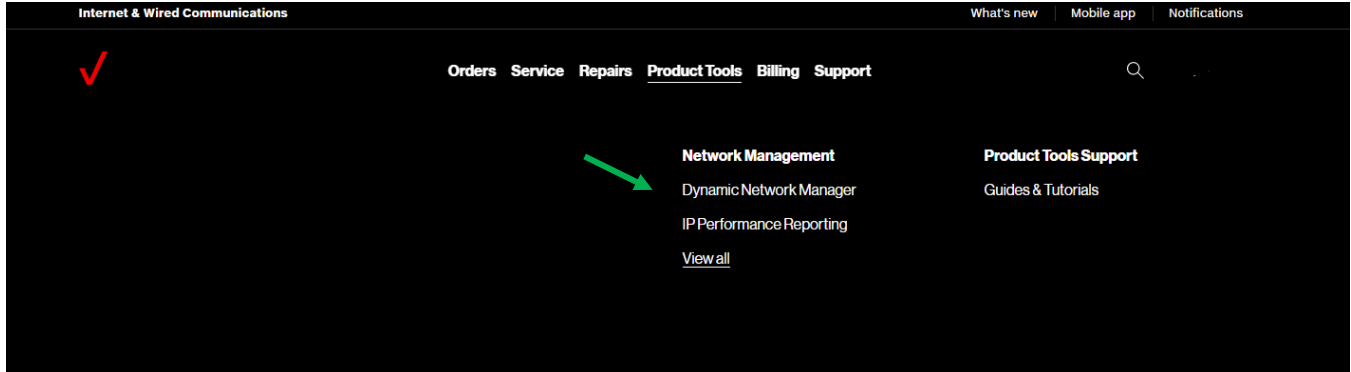 Internet & Wired Communications
What's new
Mobile app
Notifications
Orders Service Repairs Product Tools Billing Support
Network Management
Dynamic Network Manager
IP Performance Reporting
View all
Product Tools Support
Guides & Tutorials